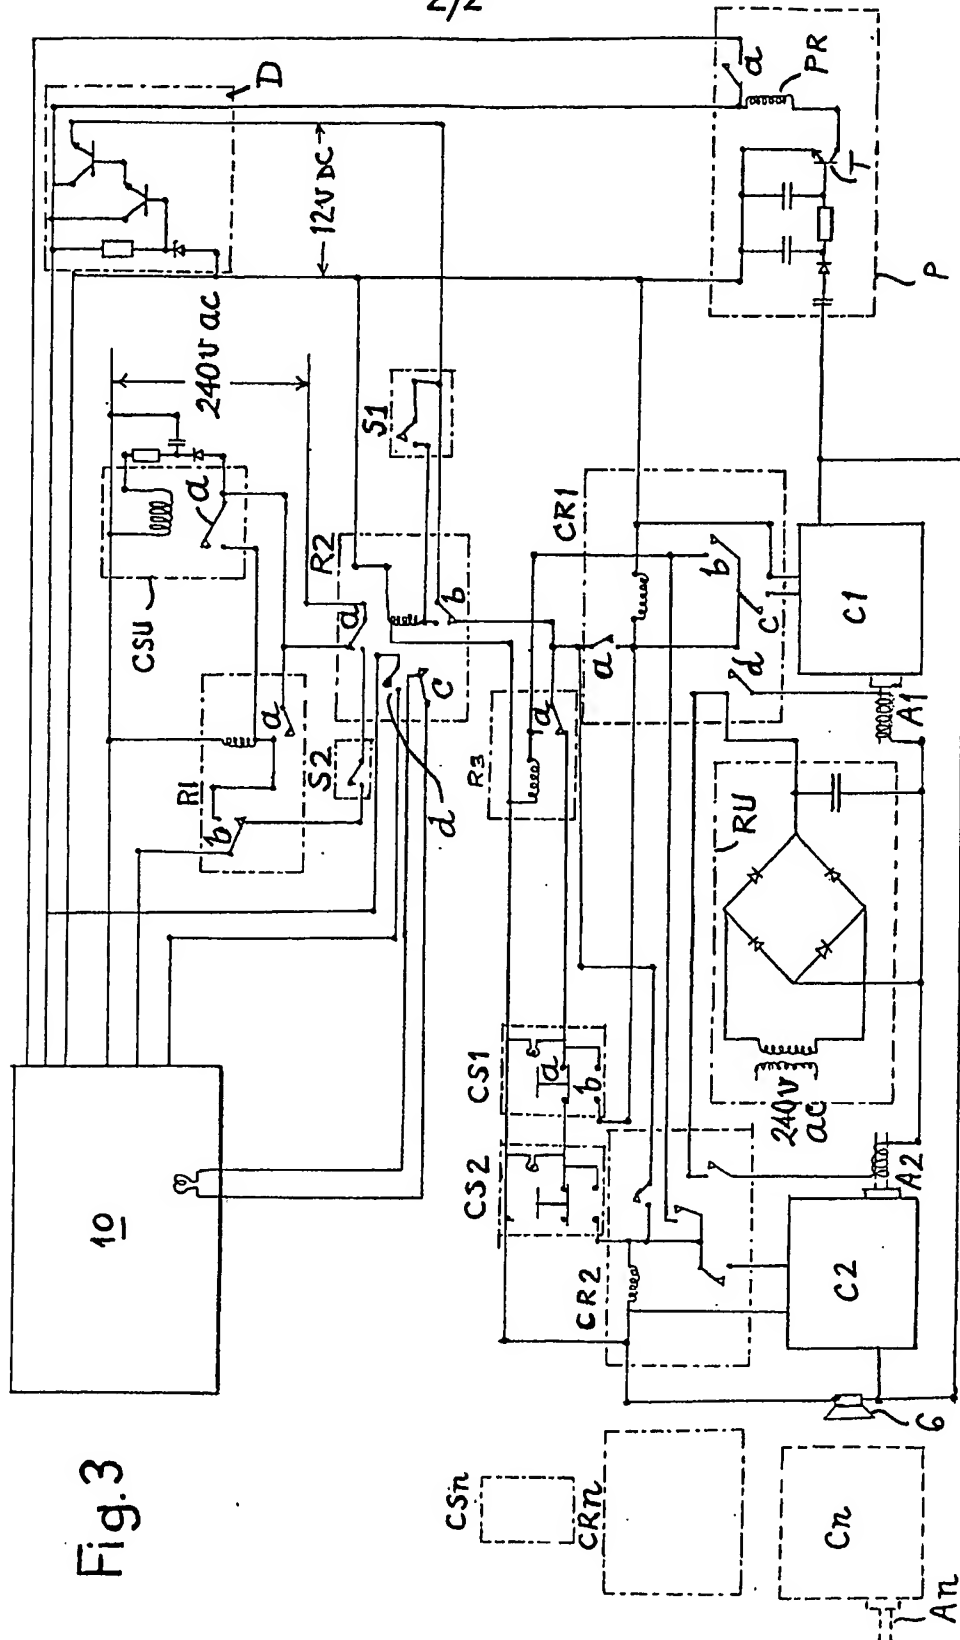 2/2
Fig.3
10
D
12V DC
240V ac
CSU
a
R1
a
b
R2
a
b
c
d
S1
S2
R3
a
CR1
a
b
c
d
CS1
a
b
CS2
CR2
C1
A1
C2
A2
RU
240V
ac
PR
a
T
P
6
CSn
CRn
Cn
An